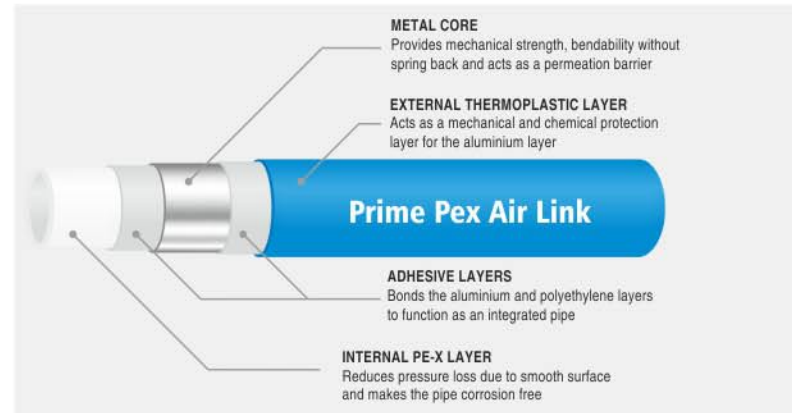 METAL CORE
Provides mechanical strength, bendability without
spring back and acts as a permeation barrier
EXTERNAL THERMOPLASTIC LAYER
Acts as a mechanical and chemical protection
layer for the aluminium layer
Prime Pex Air Link
ADHESIVE LAYERS
Bonds the aluminium and polyethylene layers
to function as an integrated pipe
INTERNAL PE-X LAYER
Reduces pressure loss due to smooth surface
and makes the pipe corrosion free